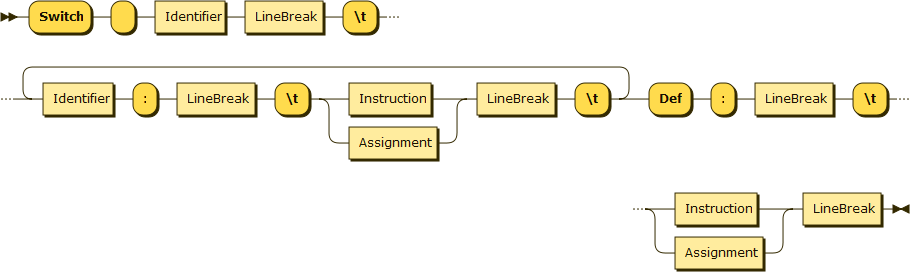 Switch Identifier LineBreak \t
Identifier : LineBreak \t Instruction LineBreak \t Def : LineBreak \t
Assignment
Instruction LineBreak
Assignment